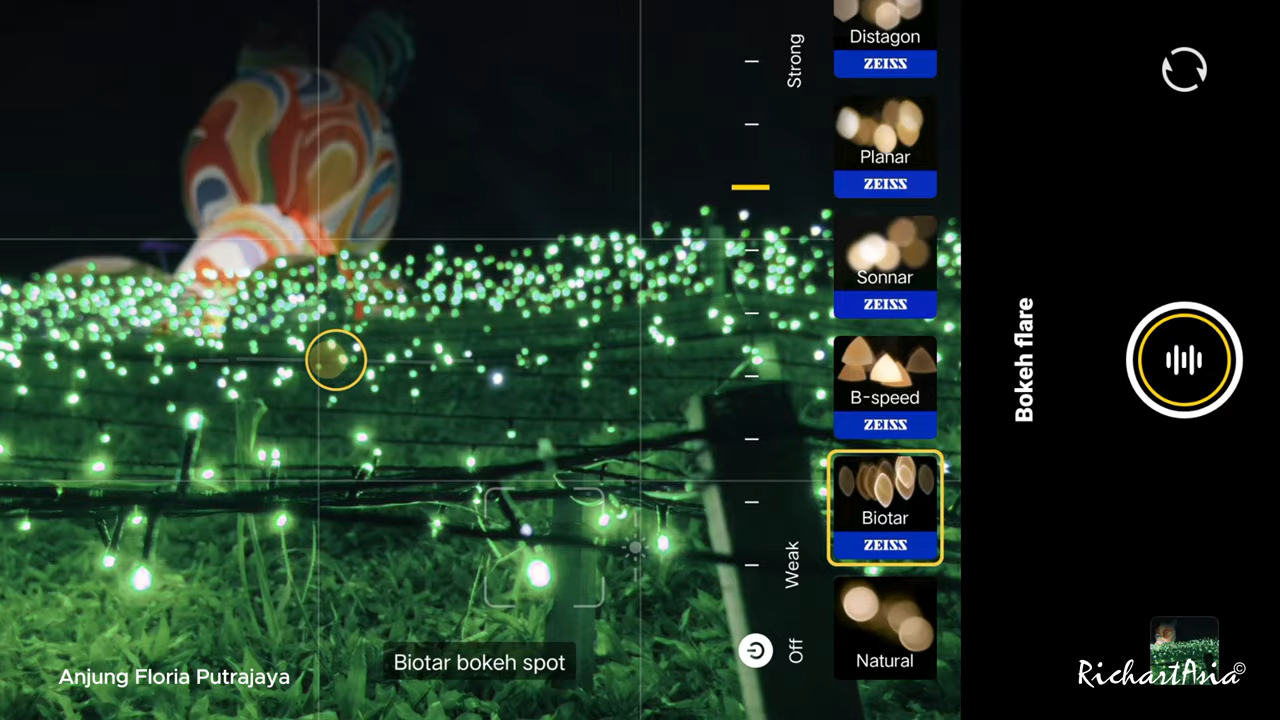 Strong
Weak
Off
Distagon
ZEISS
Planar
ZEISS
Sonnar
ZEISS
B-speed
ZEISS
Biotar
ZEISS
Natural
Bokeh flare
Biotar bokeh spot
Anjung Floria Putrajaya
RichartAsia©